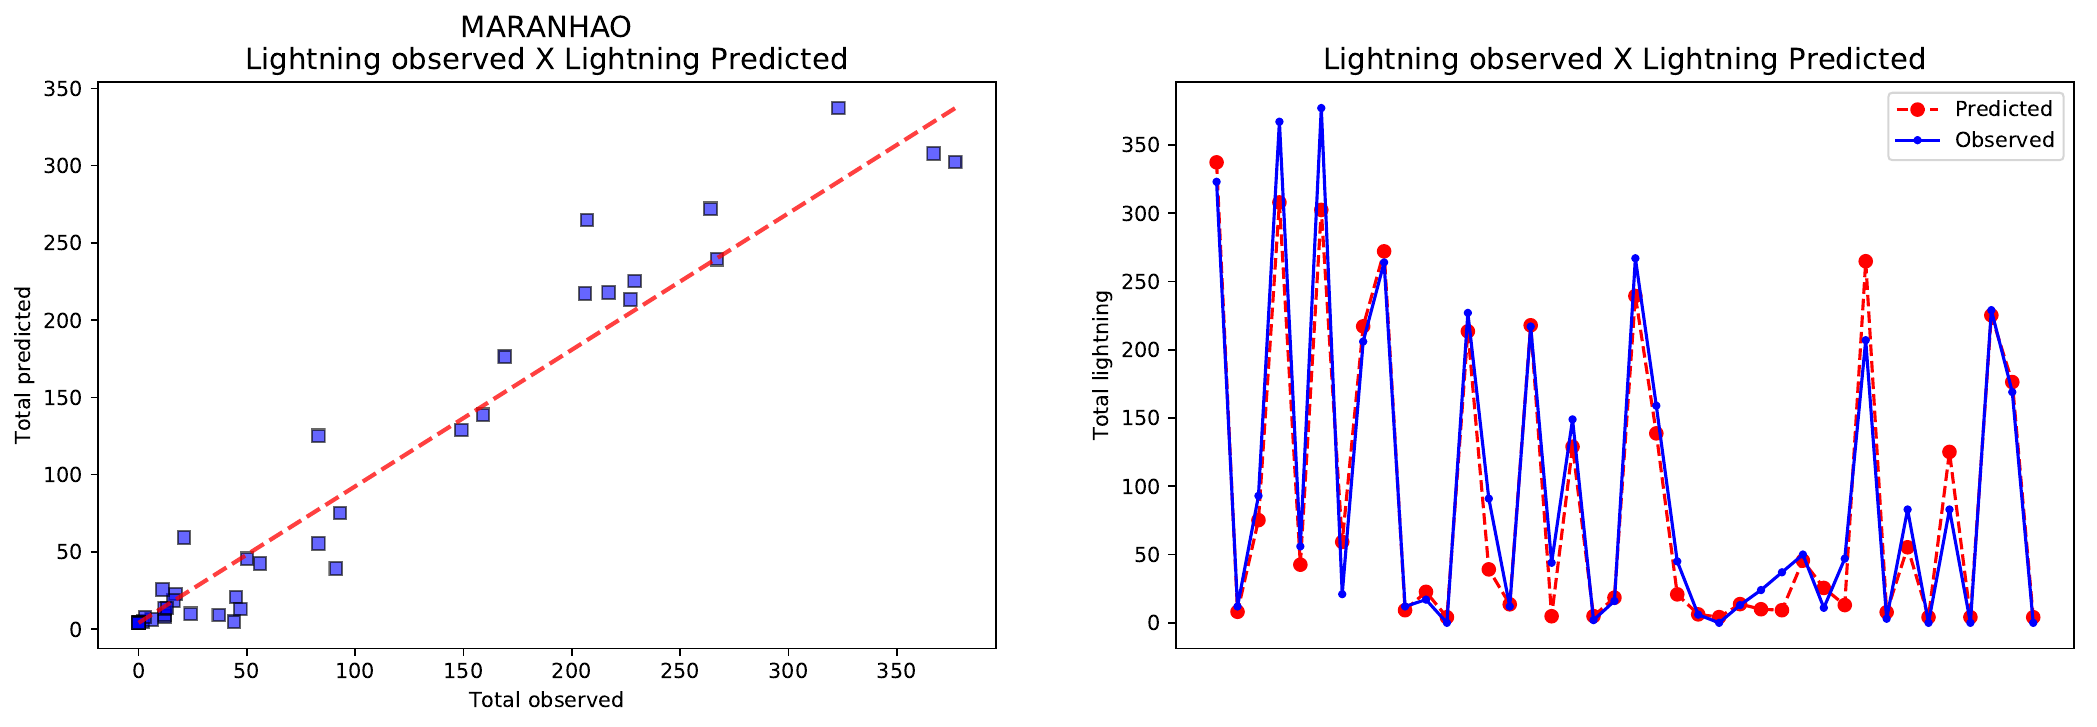 MARANHAO
Lightning observed X Lightning Predicted
350
300
250
200
150
100
50
0
Total predicted
0 50 100 150 200 250 300 350
Total observed
Lightning observed X Lightning Predicted
Predicted
Observed
350
300
250
200
150
100
50
0
Total lightning